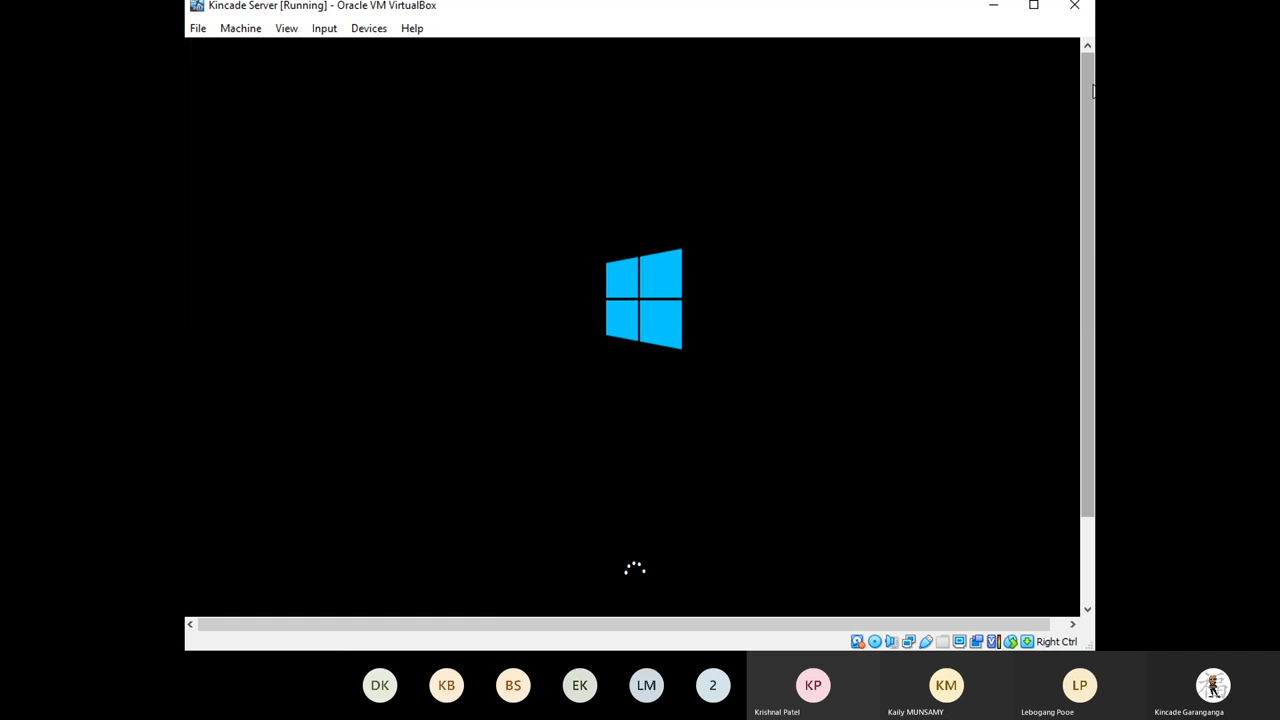 Kincade Server [Running] - Oracle VM VirtualBox
File Machine View Input Devices Help
Right Ctrl
DK KB BS EK LM 2 KP KM LP
Krishnal Patel Kaily MUNSAMY Lebogang Pooe Kincade Garanganga